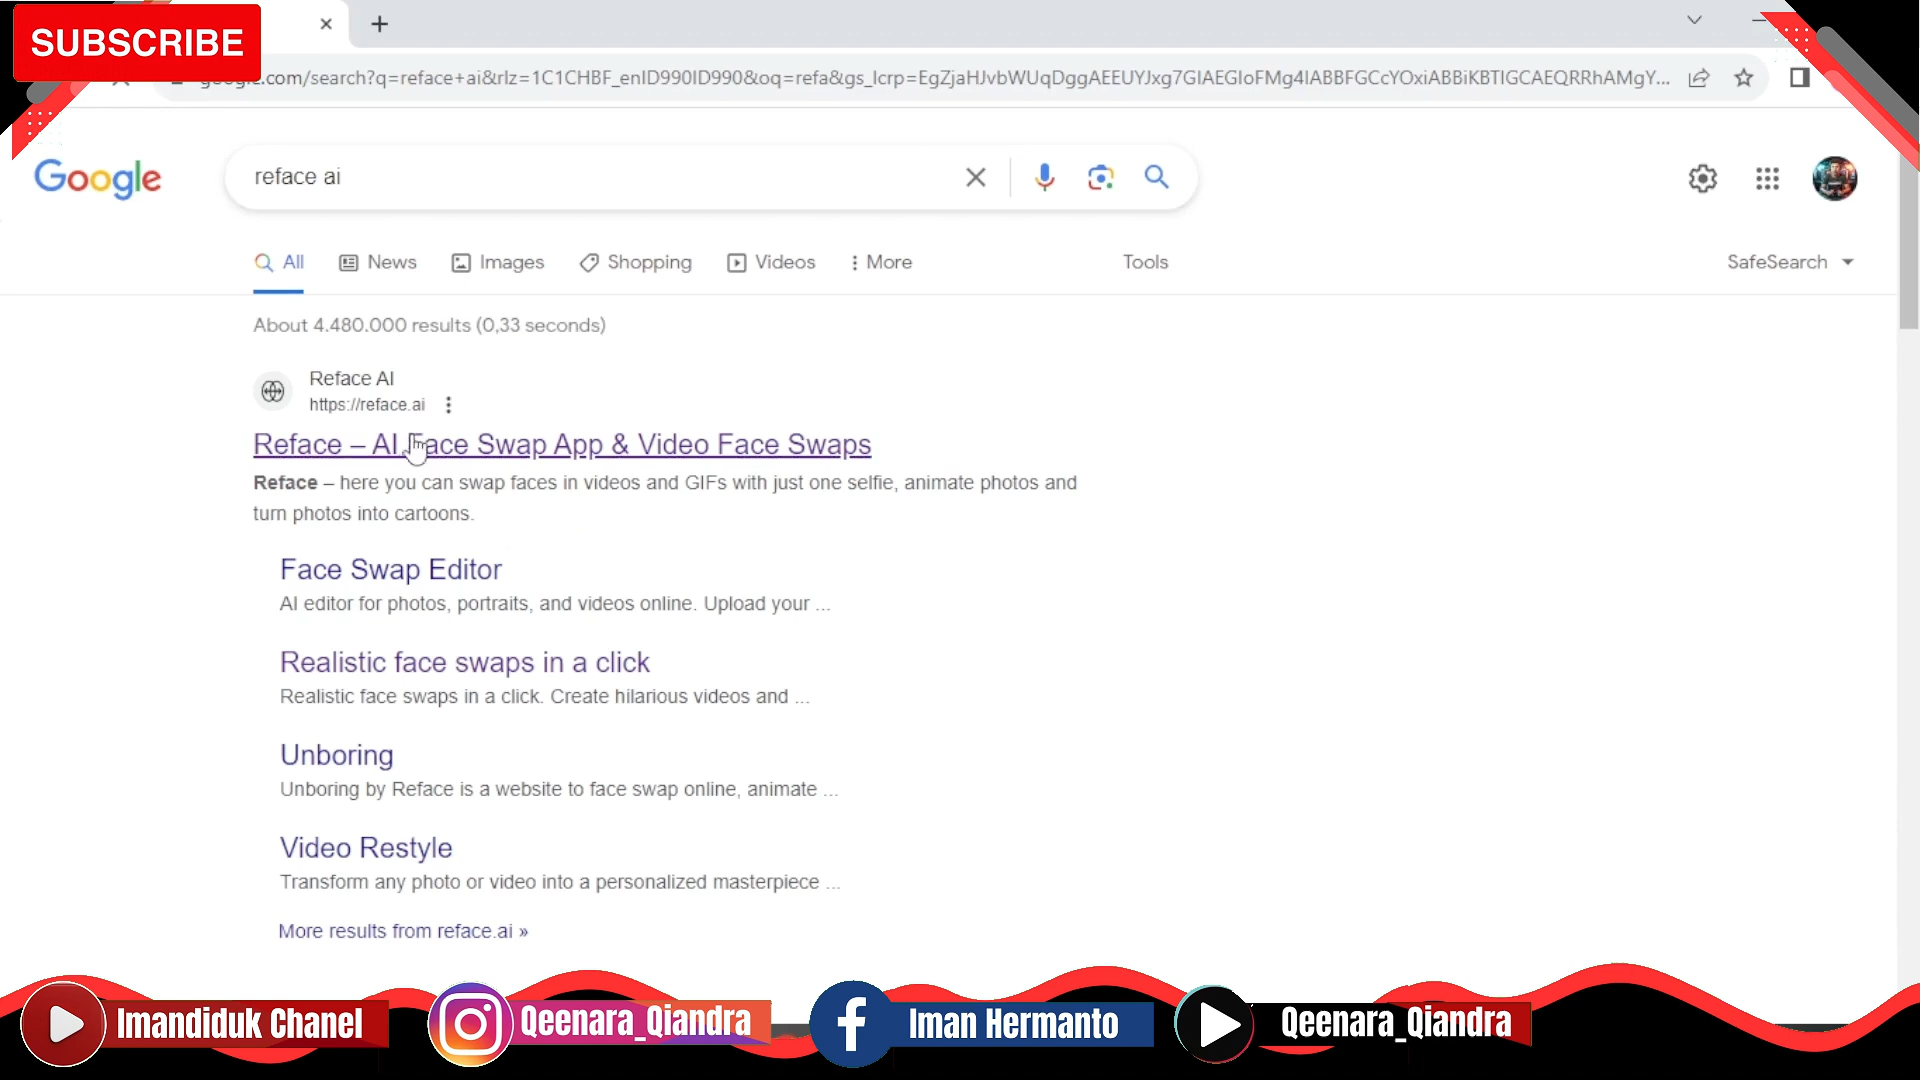 SUBSCRIBE
google.com/search?q=reface+ai&rlz=1C1CHBF_enID990ID990&oq=refa&gs_lcrp=EgZjaHJvbWUqDggAEEUYJxg7GIAEGIoFMg4IABBFGCcYOxiABBiKBTIGCAEQRRhAMgY...
Google
reface ai
All
News
Images
Shopping
Videos
More
Tools
SafeSearch
About 4.480.000 results (0,33 seconds)
Reface AI
https://reface.ai
Reface – AI Face Swap App & Video Face Swaps
Reface – here you can swap faces in videos and GIFs with just one selfie, animate photos and
turn photos into cartoons.
Face Swap Editor
AI editor for photos, portraits, and videos online. Upload your ...
Realistic face swaps in a click
Realistic face swaps in a click. Create hilarious videos and ...
Unboring
Unboring by Reface is a website to face swap online, animate ...
Video Restyle
Transform any photo or video into a personalized masterpiece ...
More results from reface.ai »
Imandiduk Chanel
Qeenara_Qiandra
Iman Hermanto
Qeenara_Qiandra